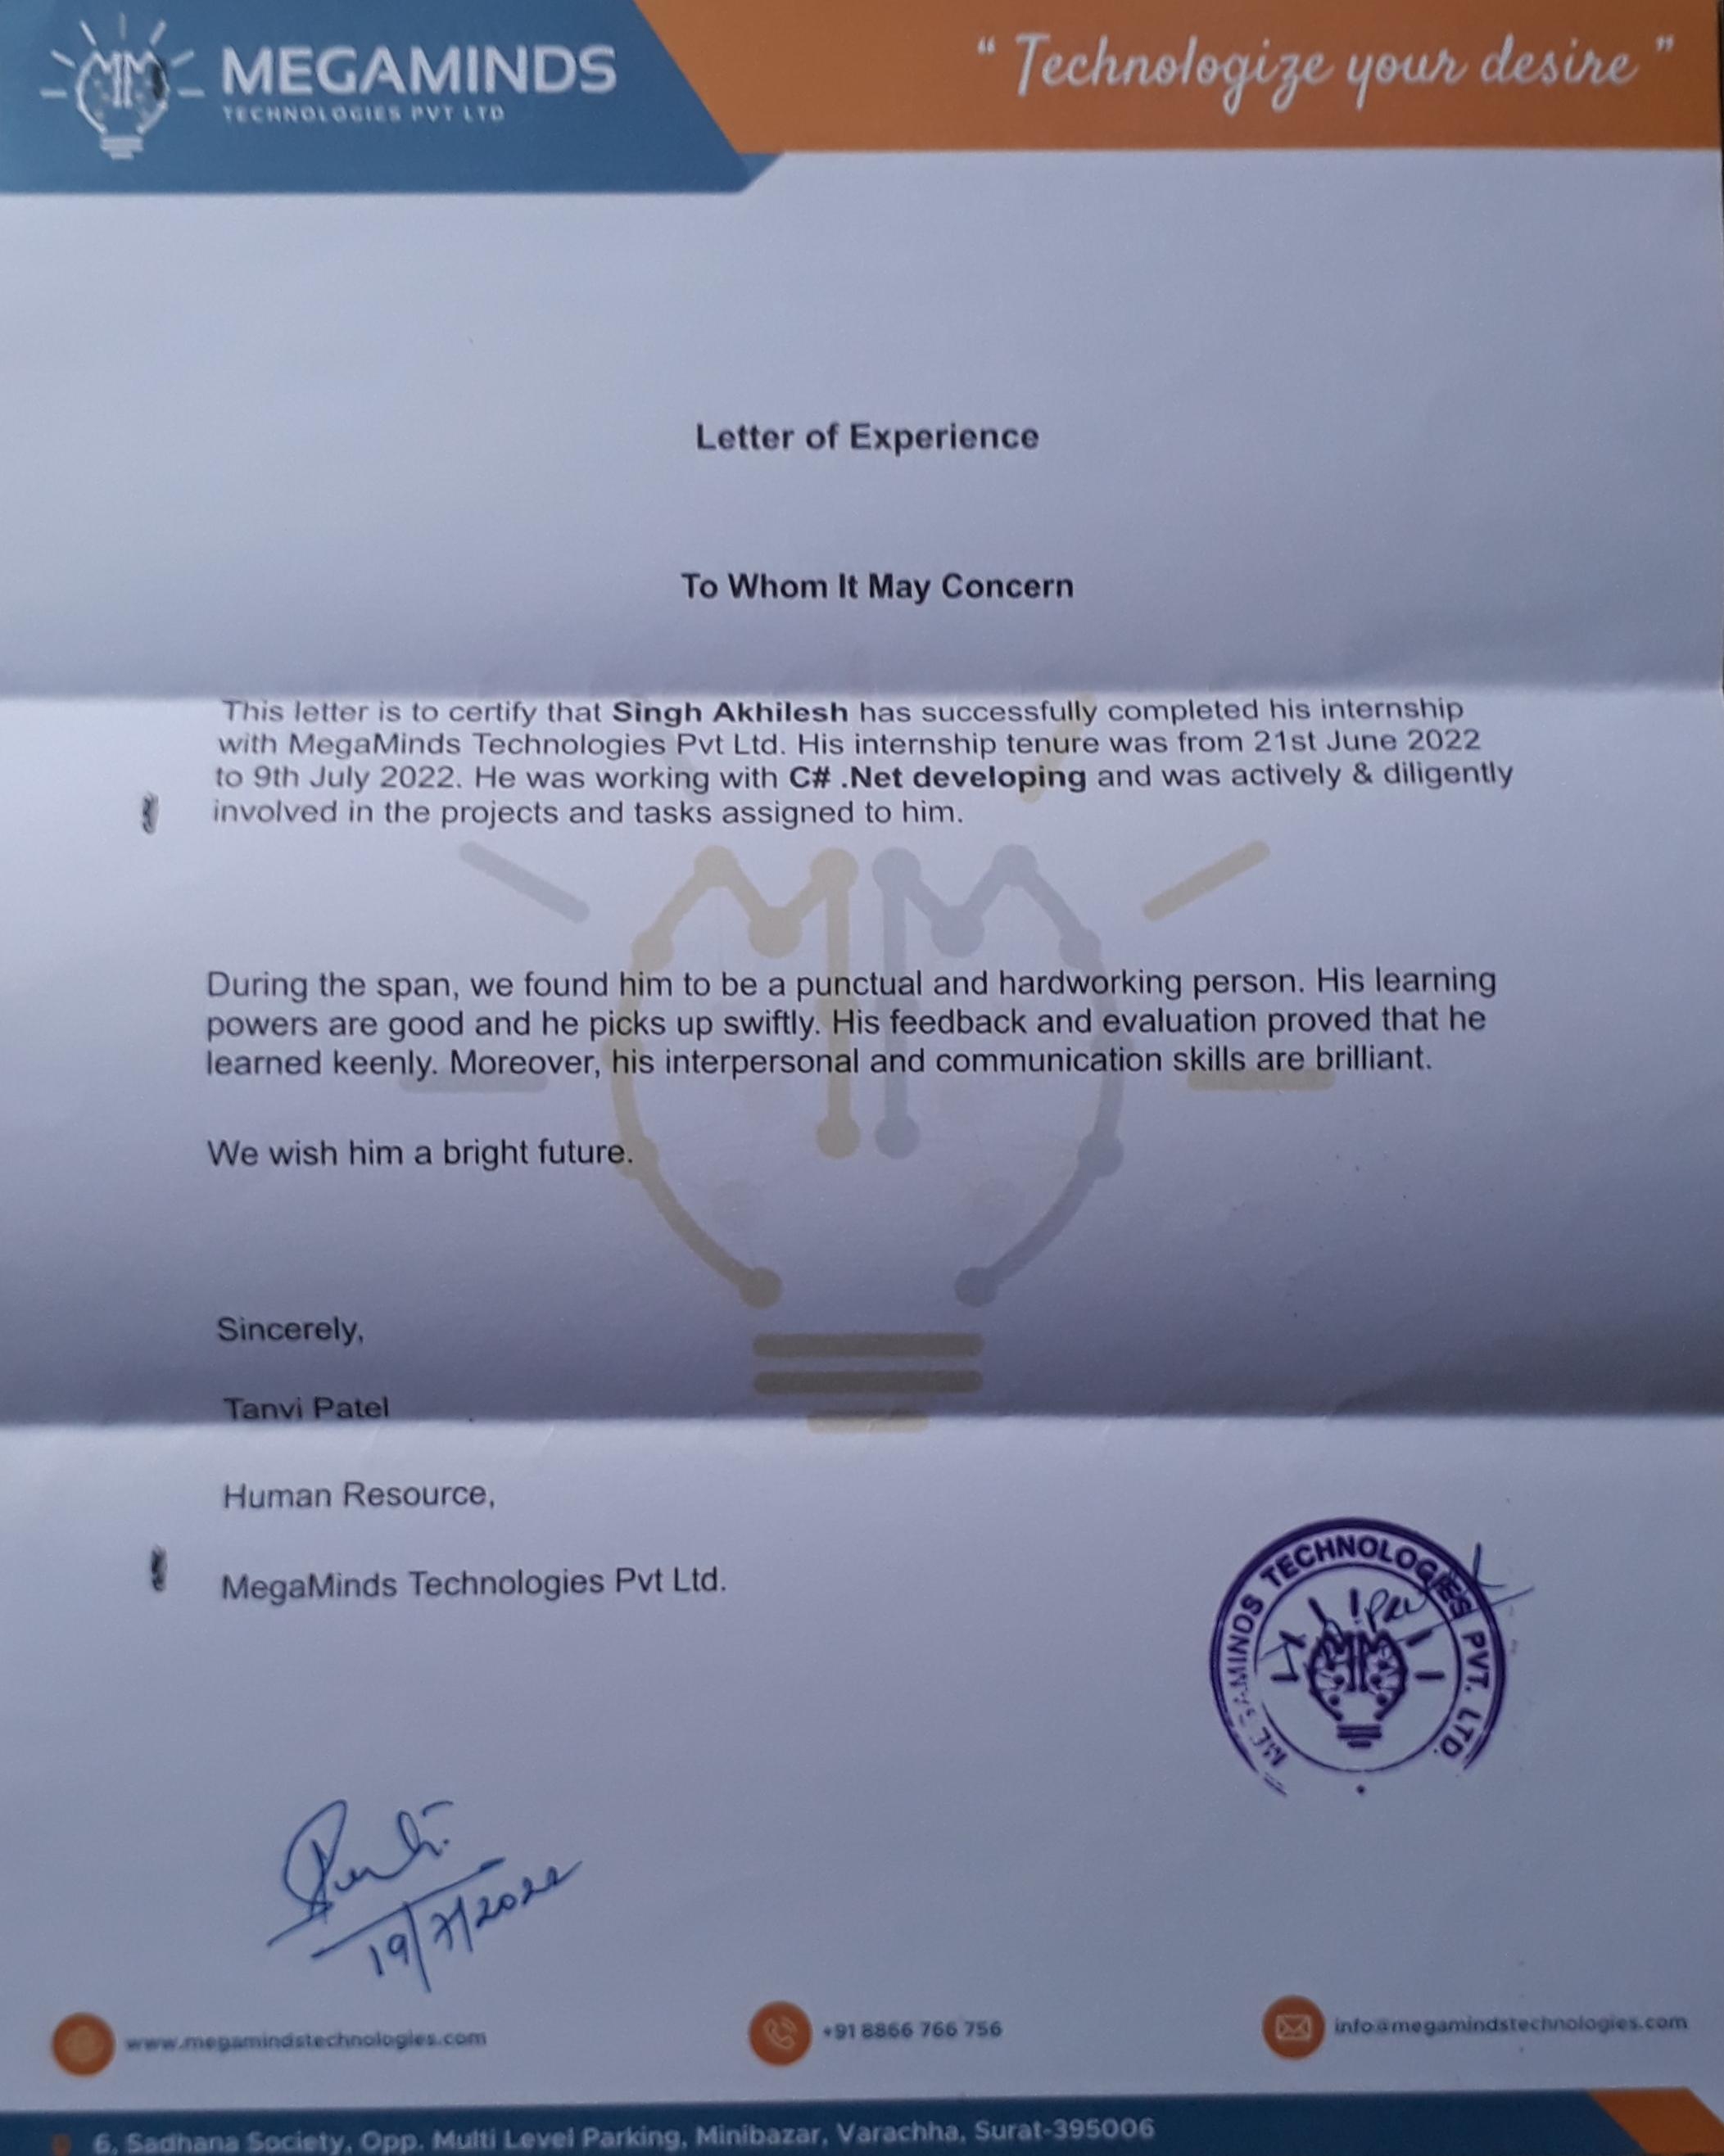 MEGAMINDS
TECHNOLOGIES PVT LTD
“ Technologize your desire ”
Letter of Experience
To Whom It May Concern
This letter is to certify that Singh Akhilesh has successfully completed his internship
with MegaMinds Technologies Pvt Ltd. His internship tenure was from 21st June 2022
to 9th July 2022. He was working with C# .Net developing and was actively & diligently
involved in the projects and tasks assigned to him.
During the span, we found him to be a punctual and hardworking person. His learning
powers are good and he picks up swiftly. His feedback and evaluation proved that he
learned keenly. Moreover, his interpersonal and communication skills are brilliant.
We wish him a bright future.
Sincerely,
Tanvi Patel
Human Resource,
MegaMinds Technologies Pvt Ltd.
MEGAMINDS TECHNOLOGIES PVT. LTD.
19/7/2022
www.megamindstechnologies.com
+91 8866 766 756
info@megamindstechnologies.com
6, Sadhana Society, Opp. Multi Level Parking, Minibazar, Varachha, Surat-395006